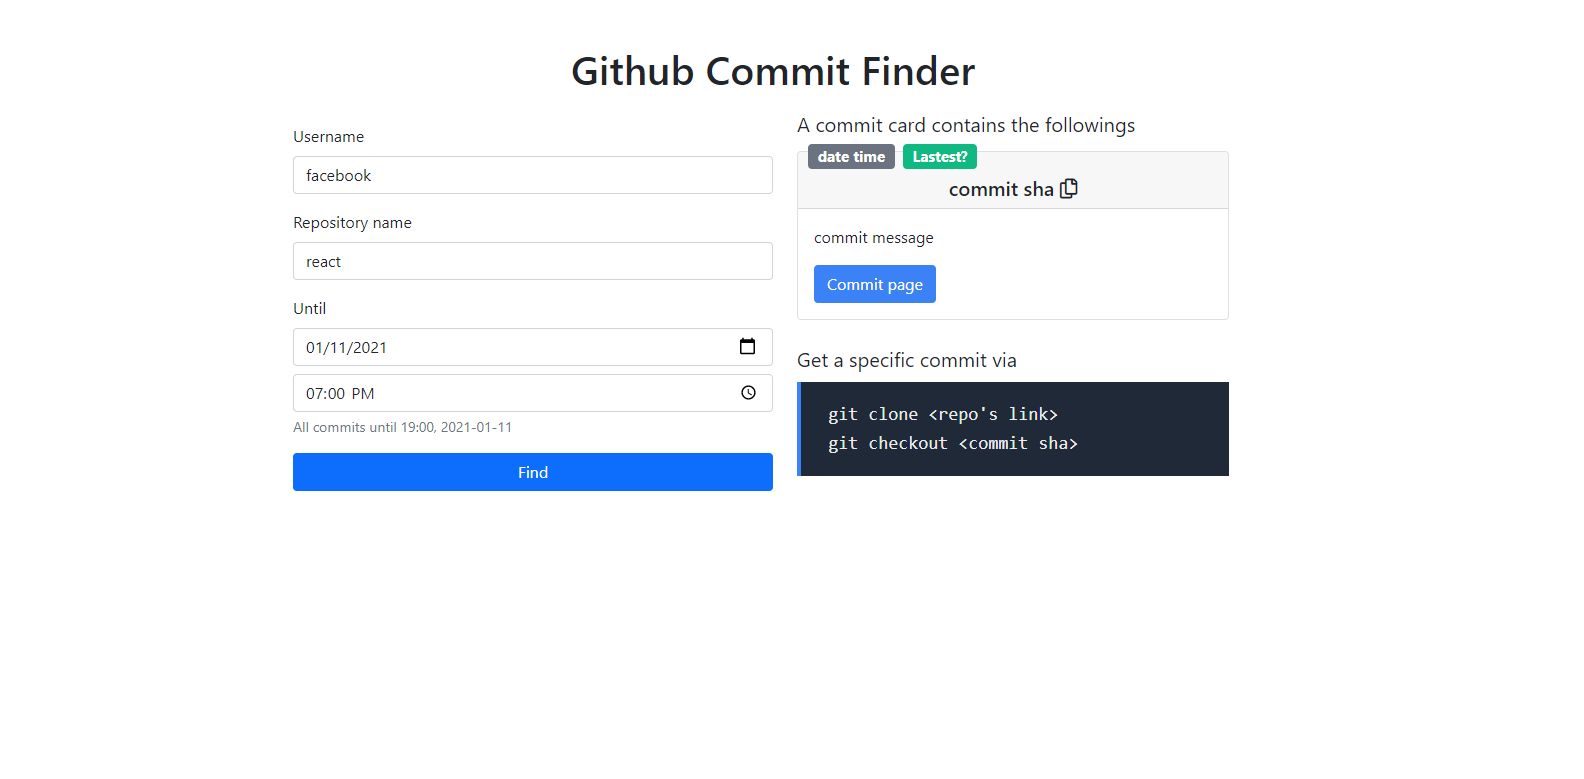 Github Commit Finder
Username
facebook
Repository name
react
Until
01/11/2021
07:00 PM
All commits until 19:00, 2021-01-11
Find
A commit card contains the followings
date time Lastest?
commit sha
commit message
Commit page
Get a specific commit via
git clone <repo's link>
git checkout <commit sha>